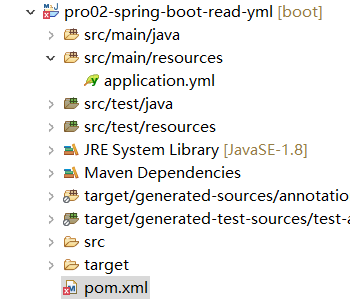 pro02-spring-boot-read-yml [boot]
src/main/java
src/main/resources
application.yml
src/test/java
src/test/resources
JRE System Library [JavaSE-1.8]
Maven Dependencies
target/generated-sources/annotatio
target/generated-test-sources/test-a
src
target
pom.xml